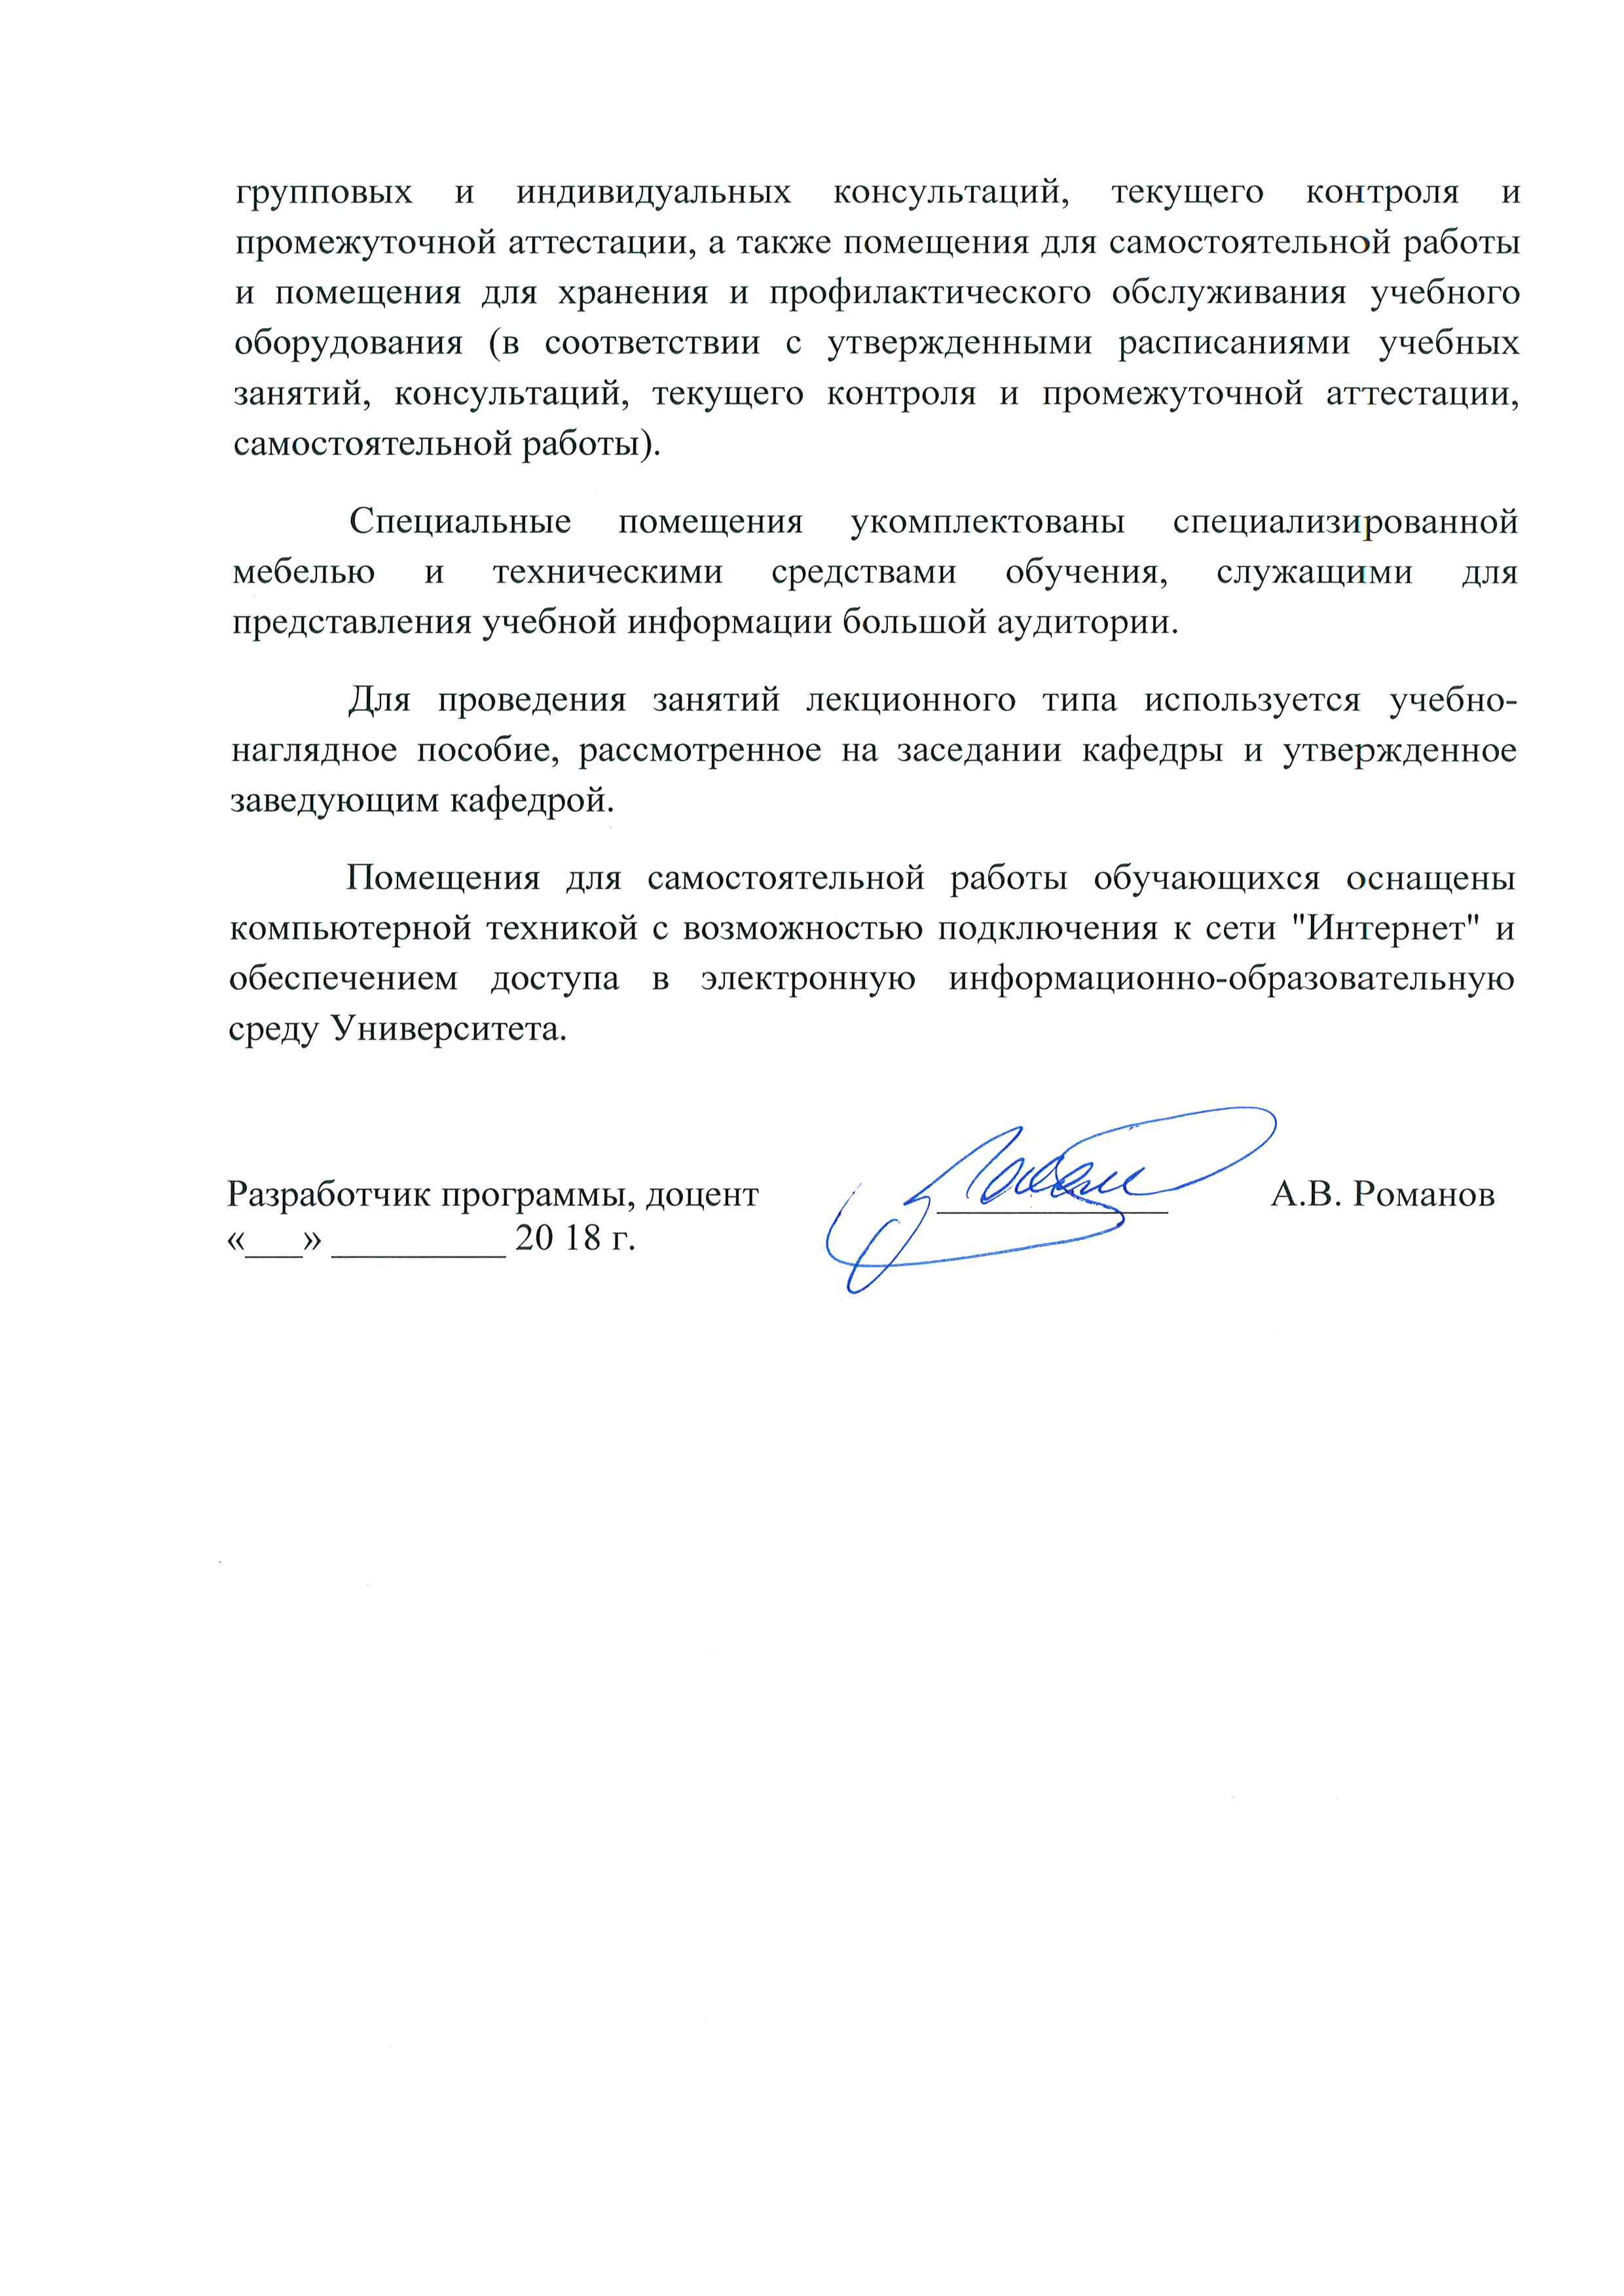 групповых и индивидуальных консультаций, текущего контроля и
промежуточной аттестации, а также помещения для самостоятельной работы
и помещения для хранения и профилактического обслуживания учебного
оборудования (в соответствии с утвержденными расписаниями учебных
занятий, консультаций, текущего контроля и промежуточной аттестации,
самостоятельной работы).
Специальные помещения укомплектованы специализированной
мебелью и техническими средствами обучения, служащими для
представления учебной информации большой аудитории.
Для проведения занятий лекционного типа используется учебно-
наглядное пособие, рассмотренное на заседании кафедры и утвержденное
заведующим кафедрой.
Помещения для самостоятельной работы обучающихся оснащены
компьютерной техникой с возможностью подключения к сети "Интернет" и
обеспечением доступа в электронную информационно-образовательную
среду Университета.
Разработчик программы, доцент ____________ А.В. Романов
«___» _________ 20 18 г.